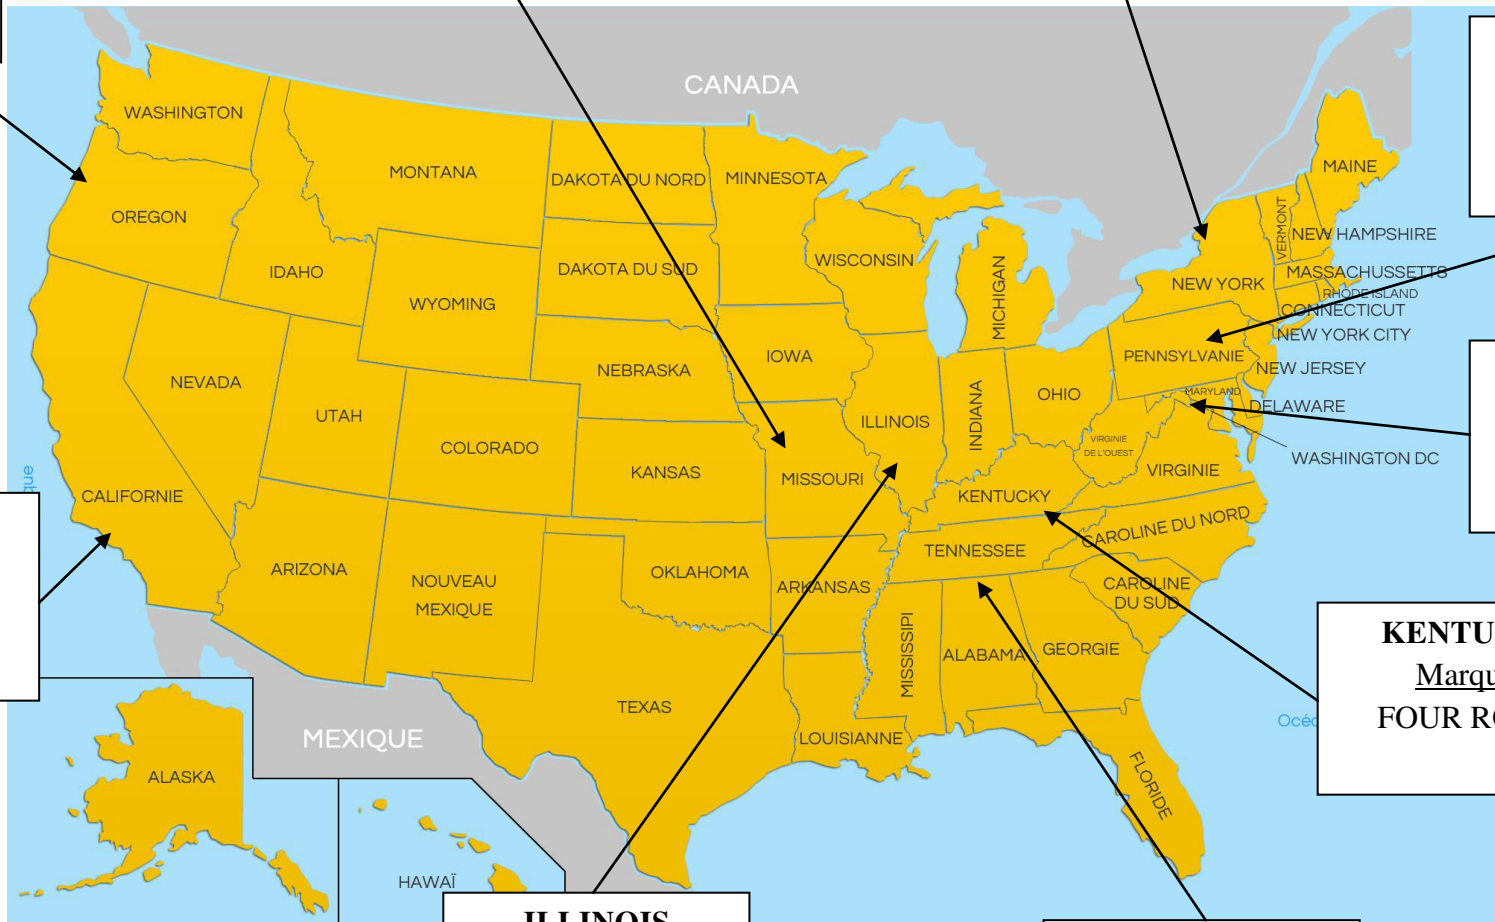 CANADA
WASHINGTON
MONTANA
DAKOTA DU NORD
MINNESOTA
MAINE
OREGON
VERMONT
NEW HAMPSHIRE
IDAHO
DAKOTA DU SUD
WISCONSIN
MICHIGAN
MASSACHUSSETTS
NEW YORK
RHODE ISLAND
CONNECTICUT
WYOMING
NEW YORK CITY
IOWA
PENNSYLVANIE
NEW JERSEY
NEBRASKA
NEVADA
UTAH
OHIO
MARYLAND
DELAWARE
ILLINOIS
INDIANA
COLORADO
VIRGINIE
DE L'OUEST
WASHINGTON DC
KANSAS
MISSOURI
VIRGINIE
CALIFORNIE
KENTUCKY
CAROLINE DU NORD
TENNESSEE
ARIZONA
NOUVEAU
MEXIQUE
OKLAHOMA
ARKANSAS
CAROLINE
DU SUD
MISSISSIPI
ALABAMA
GEORGIE
KENTU
Marqu
FOUR RO
TEXAS
LOUISIANNE
MEXIQUE
FLORIDE
ALASKA
HAWAÏ
ILLINOIS